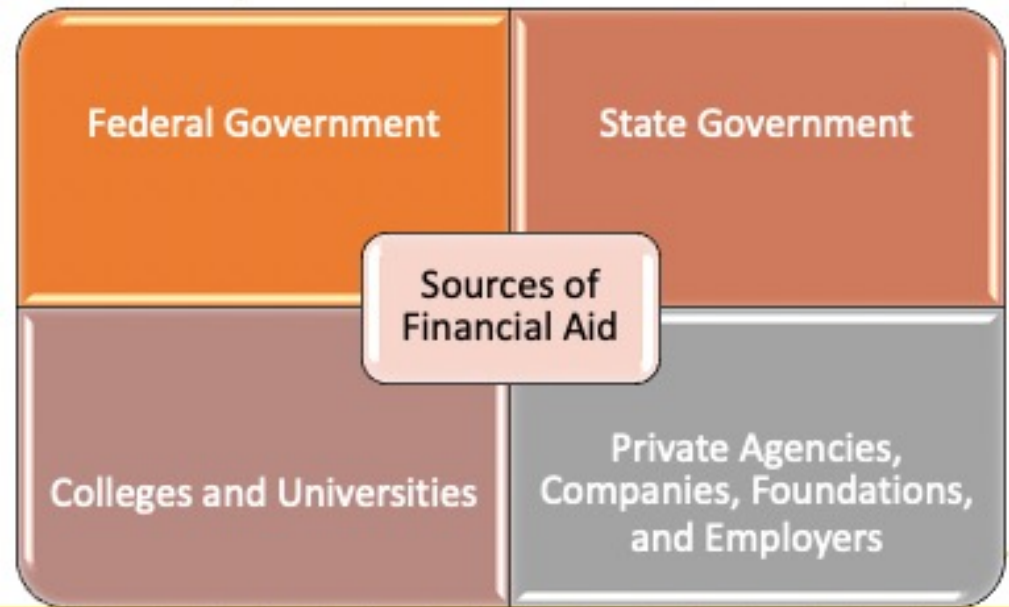 Federal Government
State Government
Sources of
Financial Aid
Colleges and Universities
Private Agencies,
Companies, Foundations,
and Employers